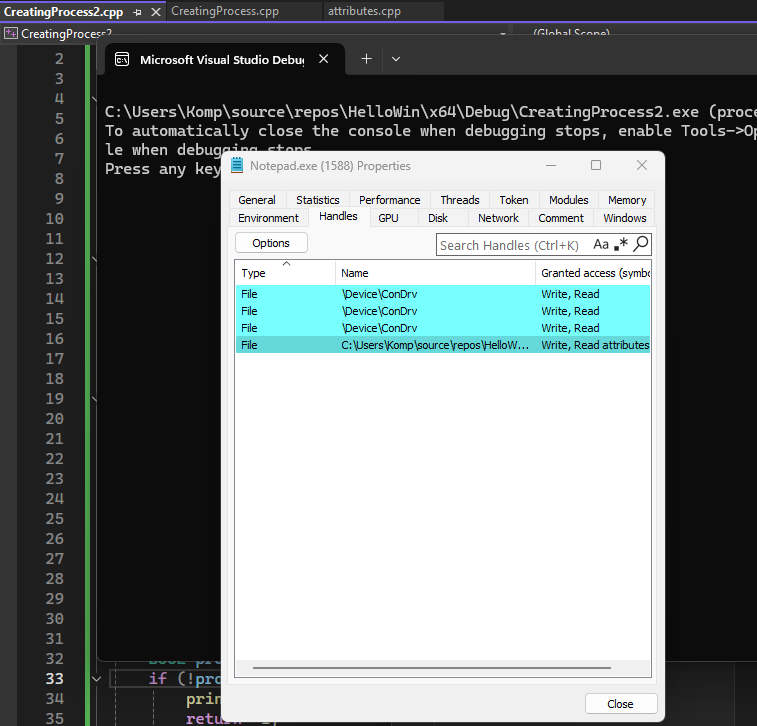 CreatingProcess2.cpp CreatingProcess.cpp attributes.cpp
CreatingProcess2 (Global Scope)
Microsoft Visual Studio Debug
C:\Users\Komp\source\repos\HelloWin\x64\Debug\CreatingProcess2.exe (proce
To automatically close the console when debugging stops, enable Tools->Op
le when debugging stops
Press any key
Notepad.exe (1588) Properties
General Statistics Performance Threads Token Modules Memory
Environment Handles GPU Disk Network Comment Windows
Options Search Handles (Ctrl+K) Aa .*
Type Name Granted access (symbo
File \Device\ConDrv Write, Read
File \Device\ConDrv Write, Read
File \Device\ConDrv Write, Read
File C:\Users\Komp\source\repos\HelloW... Write, Read attributes
Close
2
3
4
5
6
7
8
9
10
11
12
13
14
15
16
17
18
19
20
21
22
23
24
25
26
27
28
29
30
31
32 BOOL pro
33 if (!pro
34 prin
35 return